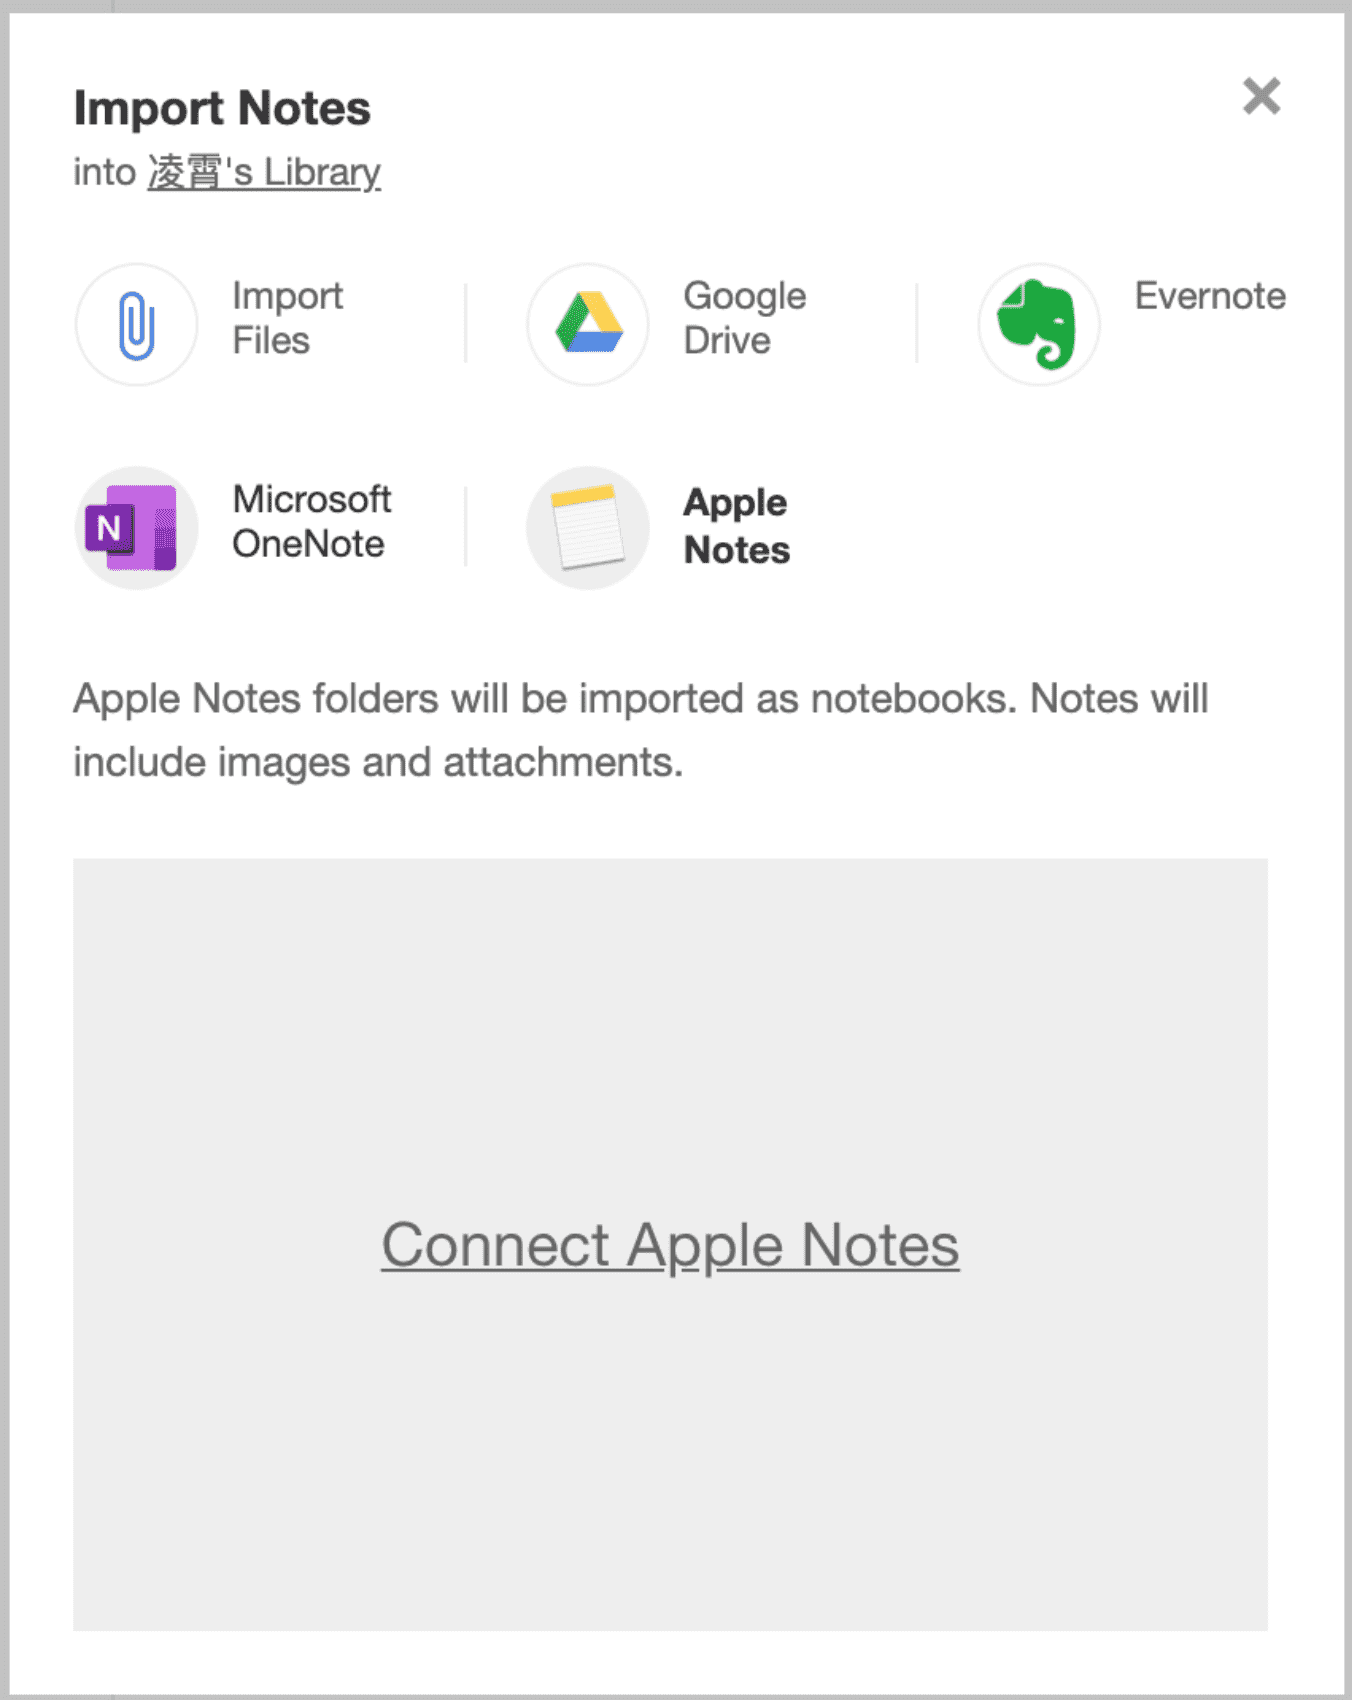 Import Notes
into 凌霄's Library
Import
Files
Google
Drive
Evernote
N
Microsoft
OneNote
Apple
Notes
Apple Notes folders will be imported as notebooks. Notes will
include images and attachments.
Connect Apple Notes